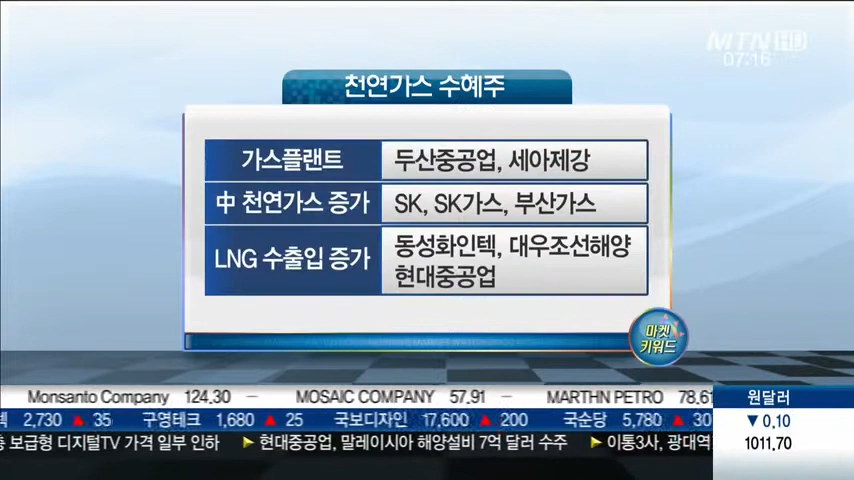 MTN HD
07:16
천연가스 수혜주
가스플랜트
두산중공업, 세아제강
中 천연가스 증가
SK, SK가스, 부산가스
LNG 수출입 증가
동성화인텍, 대우조선해양
현대중공업
마켓
키워드
Monsanto Company 124.30 – MOSAIC COMPANY 57.91 – MARTHN PETRO 78.61
2,730 ▲ 35 구영테크 1,680 ▲ 25 국보디자인 17,600 ▲ 200 국순당 5,780 ▲ 30
보급형 디지털TV 가격 일부 인하 ▶ 현대중공업, 말레이시아 해양설비 7억 달러 수주 ▶ 이통3사, 광대역
원달러
▼ 0.10
1011.70